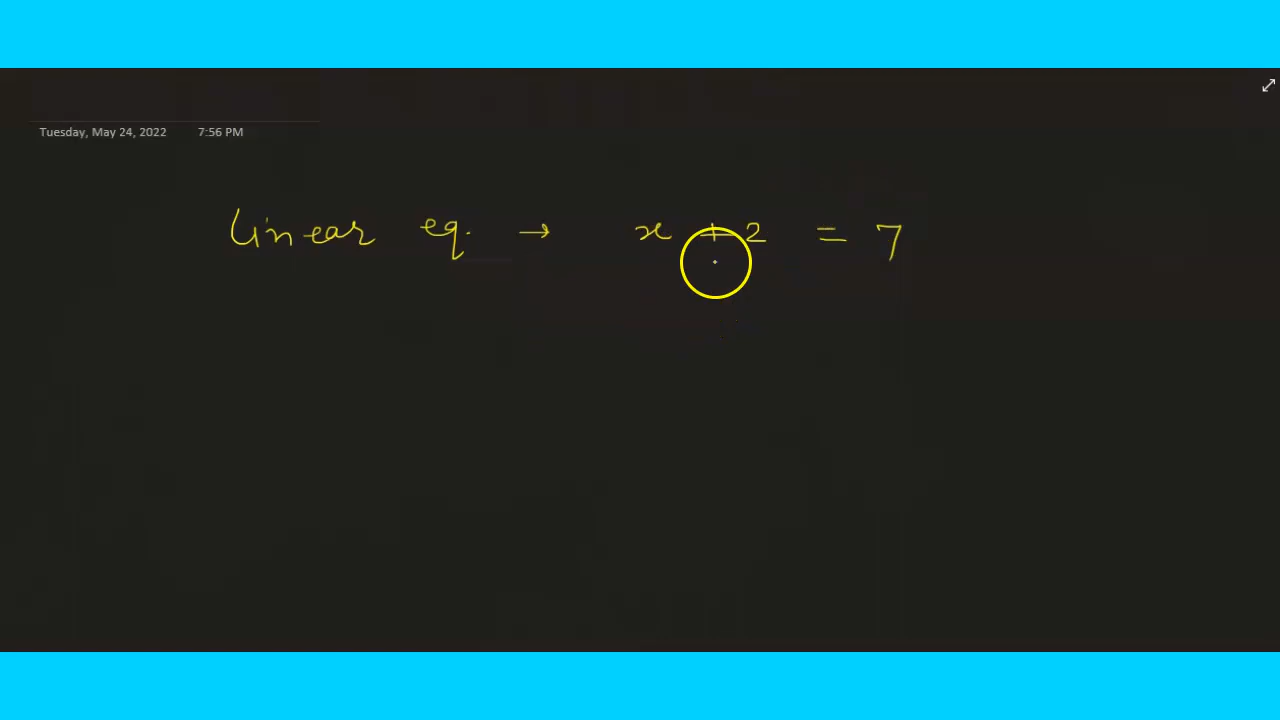 Tuesday, May 24, 2022 7:56 PM
linear eq. → x + 2 = 7